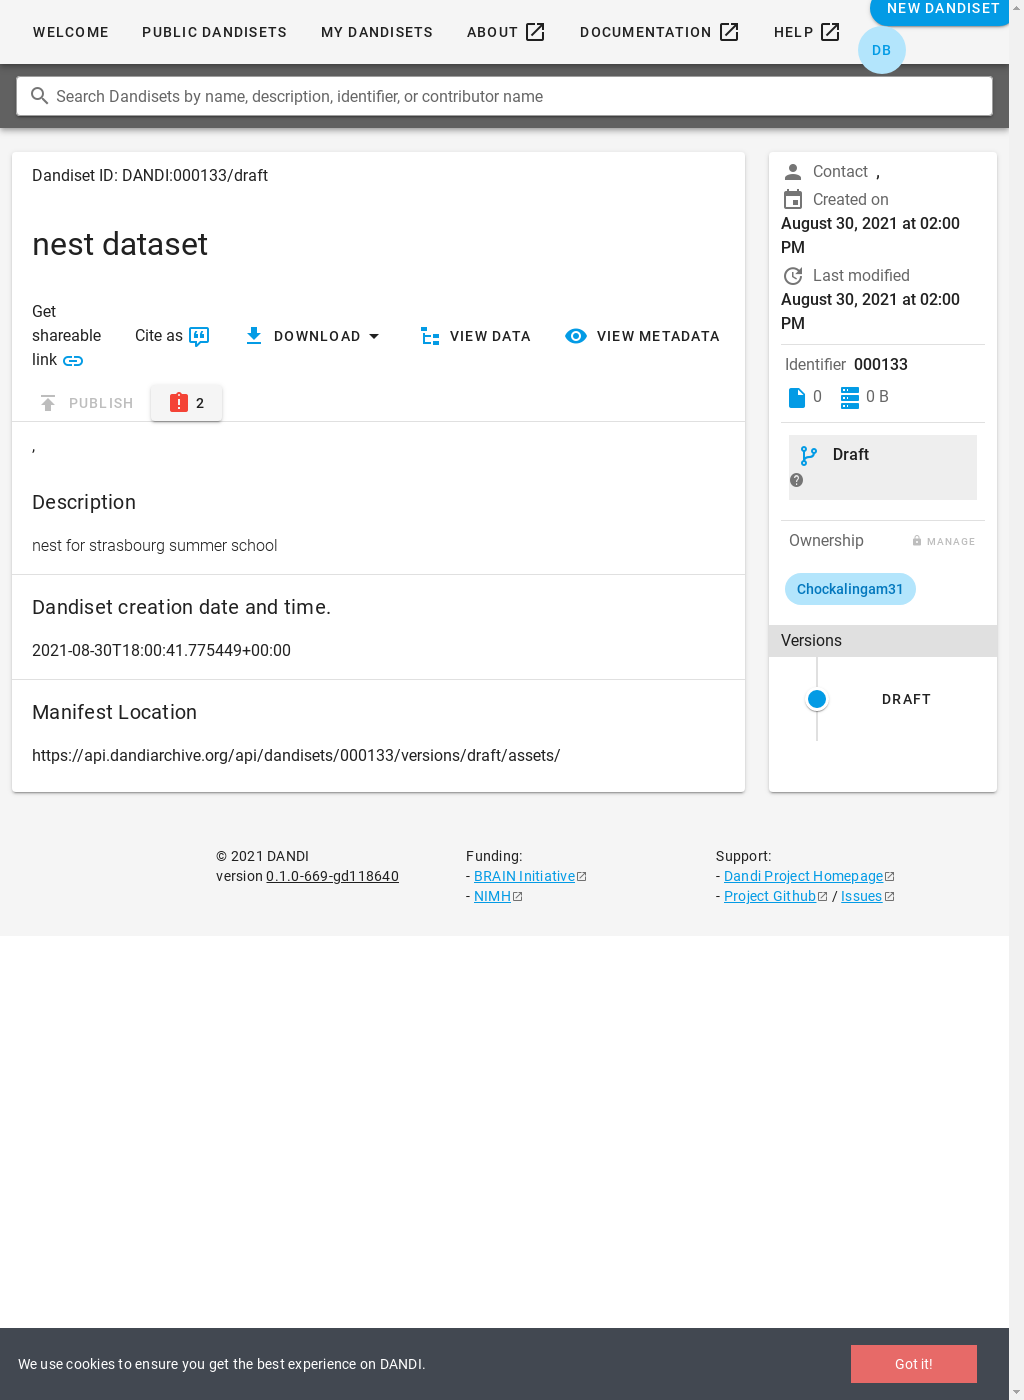 WELCOME PUBLIC DANDISETS MY DANDISETS ABOUT DOCUMENTATION HELP NEW DANDISET
DB
Search Dandisets by name, description, identifier, or contributor name
Dandiset ID: DANDI:000133/draft
nest dataset
Get
shareable
link
Cite as DOWNLOAD VIEW DATA VIEW METADATA
PUBLISH 2
,
Description
nest for strasbourg summer school
Dandiset creation date and time.
2021-08-30T18:00:41.775449+00:00
Manifest Location
https://api.dandiarchive.org/api/dandisets/000133/versions/draft/assets/
Contact ,
Created on
August 30, 2021 at 02:00
PM
Last modified
August 30, 2021 at 02:00
PM
Identifier 000133
0 0 B
Draft
Ownership MANAGE
Chockalingam31
Versions
DRAFT
© 2021 DANDI
version 0.1.0-669-gd118640
Funding:
- BRAIN Initiative
- NIMH
Support:
- Dandi Project Homepage
- Project Github / Issues
We use cookies to ensure you get the best experience on DANDI.
Got it!